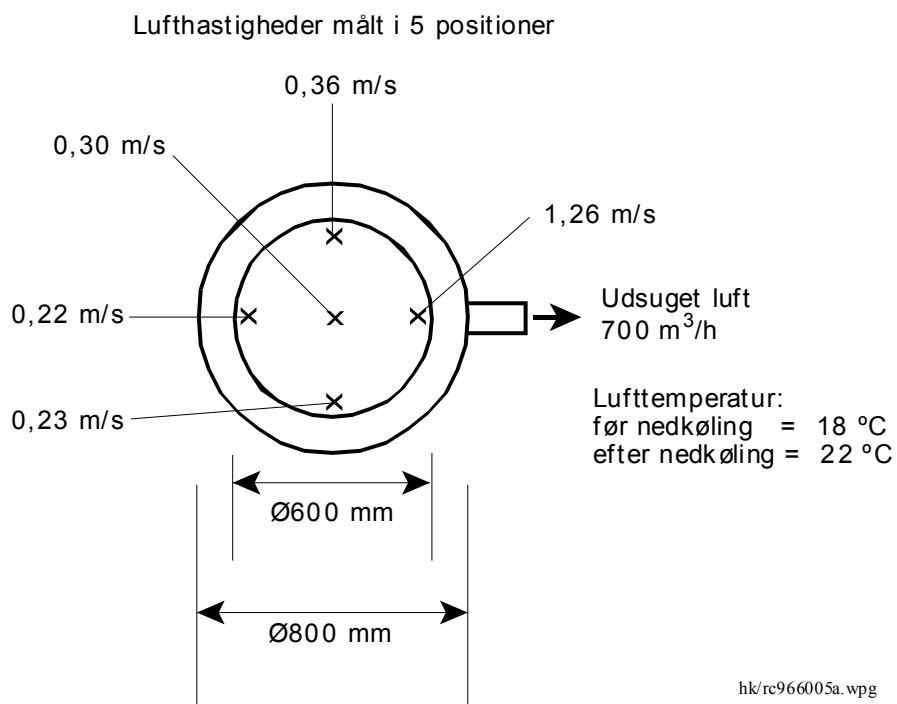 Lufthastigheder målt i 5 positioner
0,36 m/s
0,30 m/s
1,26 m/s
0,22 m/s
0,23 m/s
Udsuget luft
700 m³/h
Lufttemperatur:
før nedkøling = 18 ºC
efter nedkøling = 22 ºC
Ø600 mm
Ø800 mm
hk/rc966005a.wpg